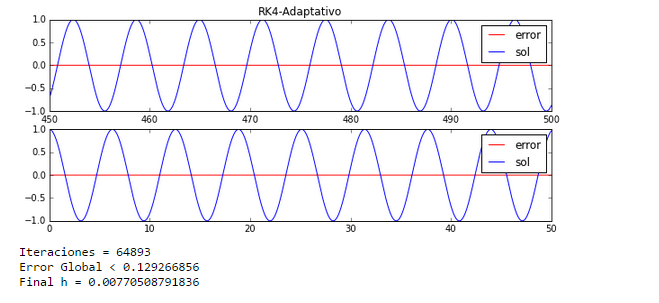 RK4-Adaptativo
1.0
0.5
0.0
−0.5
−1.0
error
sol
450 460 470 480 490 500
1.0
0.5
0.0
−0.5
−1.0
error
sol
0 10 20 30 40 50
Iteraciones = 64893
Error Global < 0.129266856
Final h = 0.00770508791836